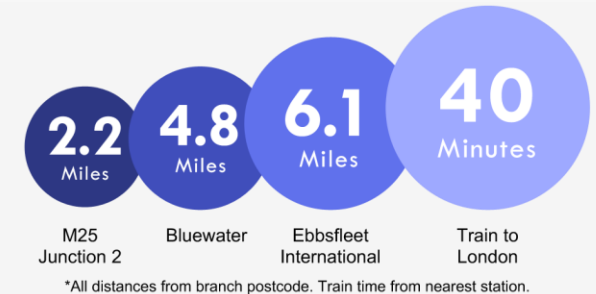 2.2
Miles
4.8
Miles
6.1
Miles
40
Minutes
M25
Junction 2
Bluewater
Ebbsfleet
International
Train to
London
*All distances from branch postcode. Train time from nearest station.